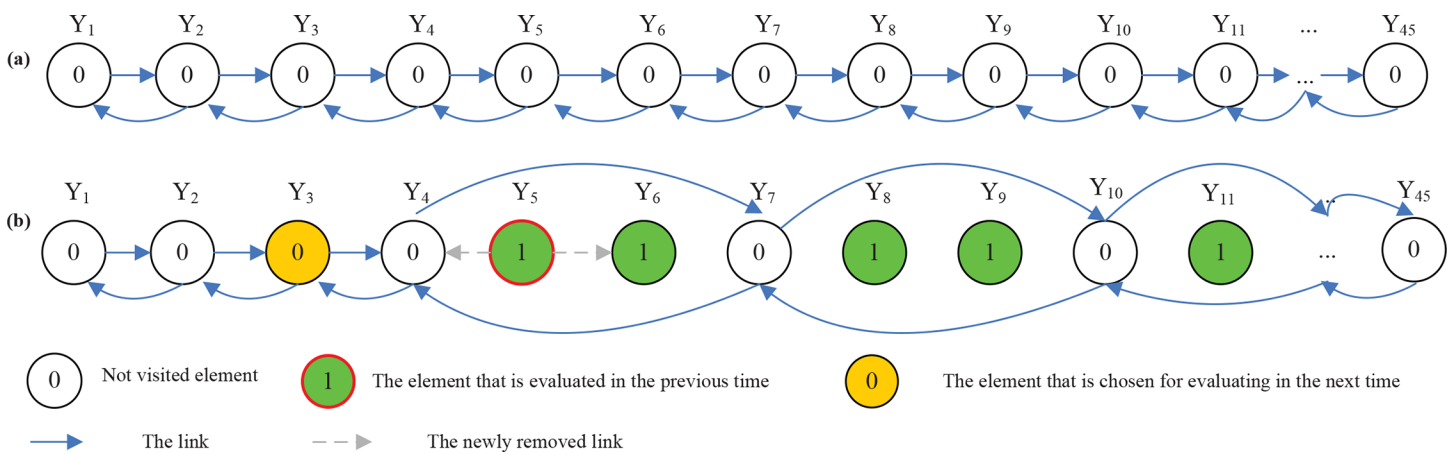 Y1 Y2 Y3 Y4 Y5 Y6 Y7 Y8 Y9 Y10 Y11 ... Y45
(a) 0 0 0 0 0 0 0 0 0 0 0 ... 0
Y1 Y2 Y3 Y4 Y5 Y6 Y7 Y8 Y9 Y10 Y11 ... Y45
(b) 0 0 0 0 1 1 0 1 1 0 1 ... 0
0 Not visited element 1 The element that is evaluated in the previous time 0 The element that is chosen for evaluating in the next time
The link The newly removed link